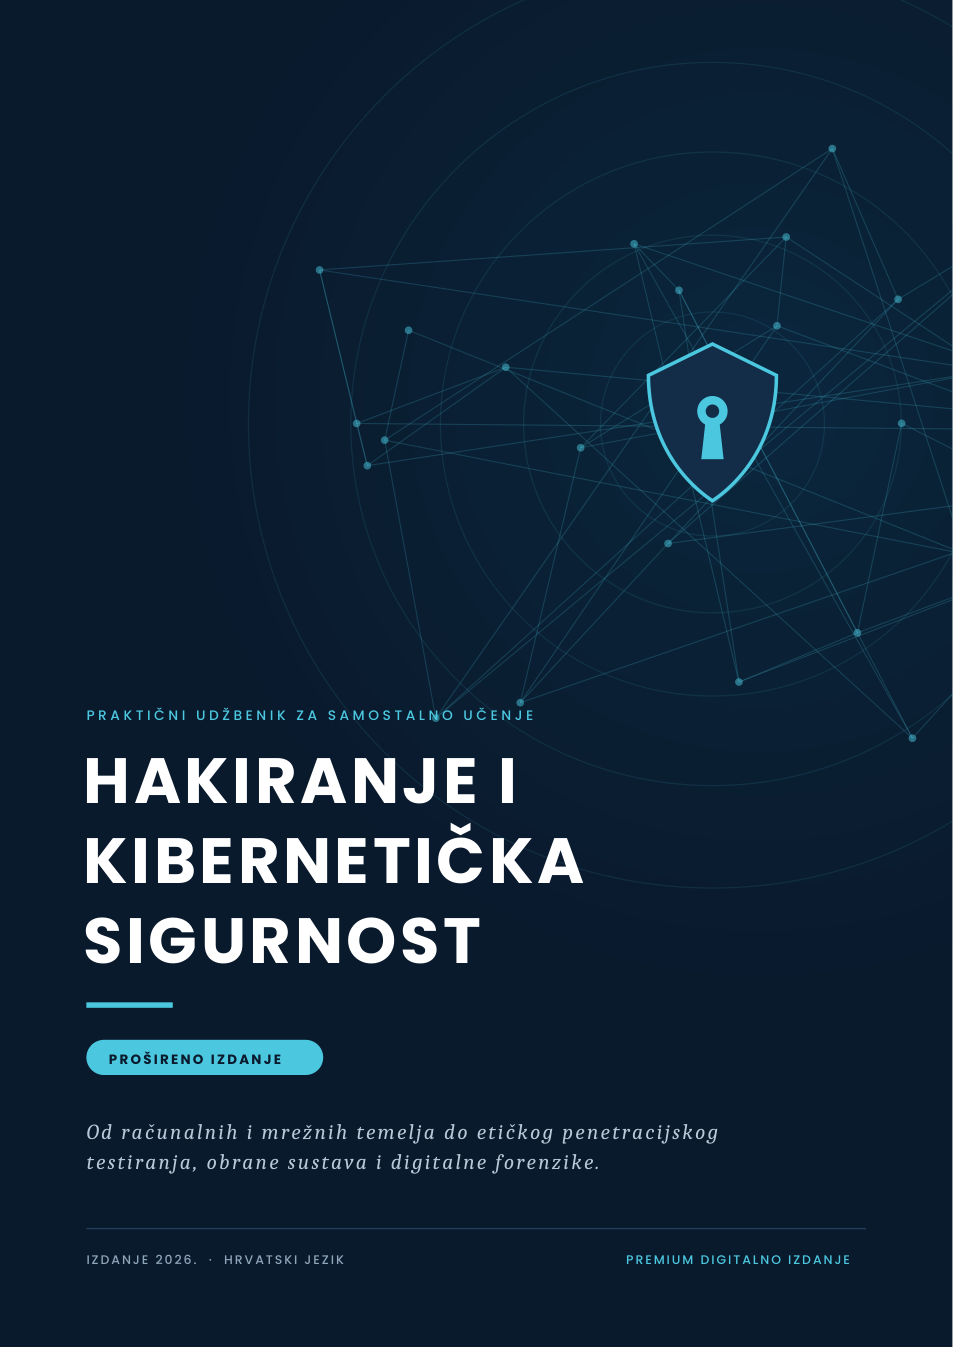 PRAKTIČNI UDŽBENIK ZA SAMOSTALNO UČENJE
HAKIRANJE I
KIBERNETIČKA
SIGURNOST
PROŠIRENO IZDANJE
Od računalnih i mrežnih temelja do etičkog penetracijskog
testiranja, obrane sustava i digitalne forenzike.
IZDANJE 2026. · HRVATSKI JEZIK
PREMIUM DIGITALNO IZDANJE